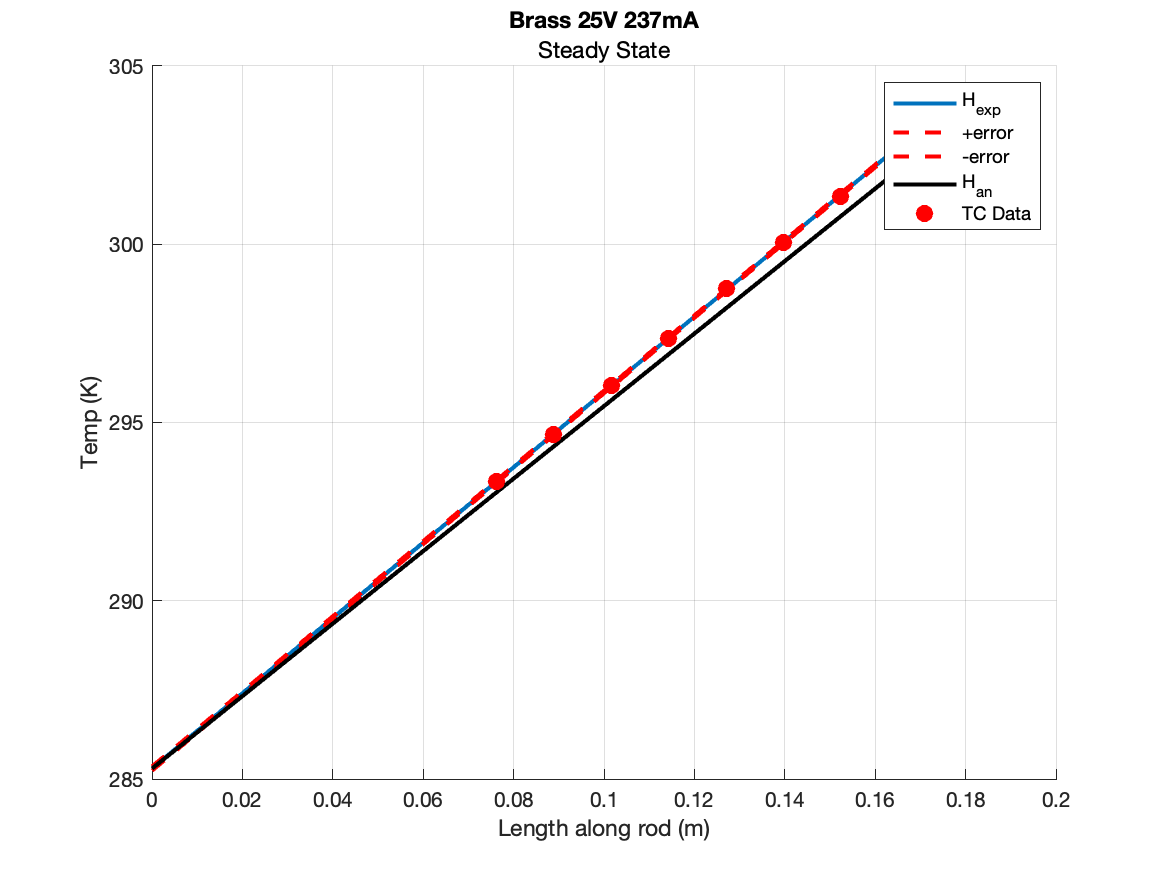 Brass 25V 237mA
Steady State
305
300
295
290
285
Temp (K)
H_exp
+error
-error
H_an
TC Data
0 0.02 0.04 0.06 0.08 0.1 0.12 0.14 0.16 0.18 0.2
Length along rod (m)